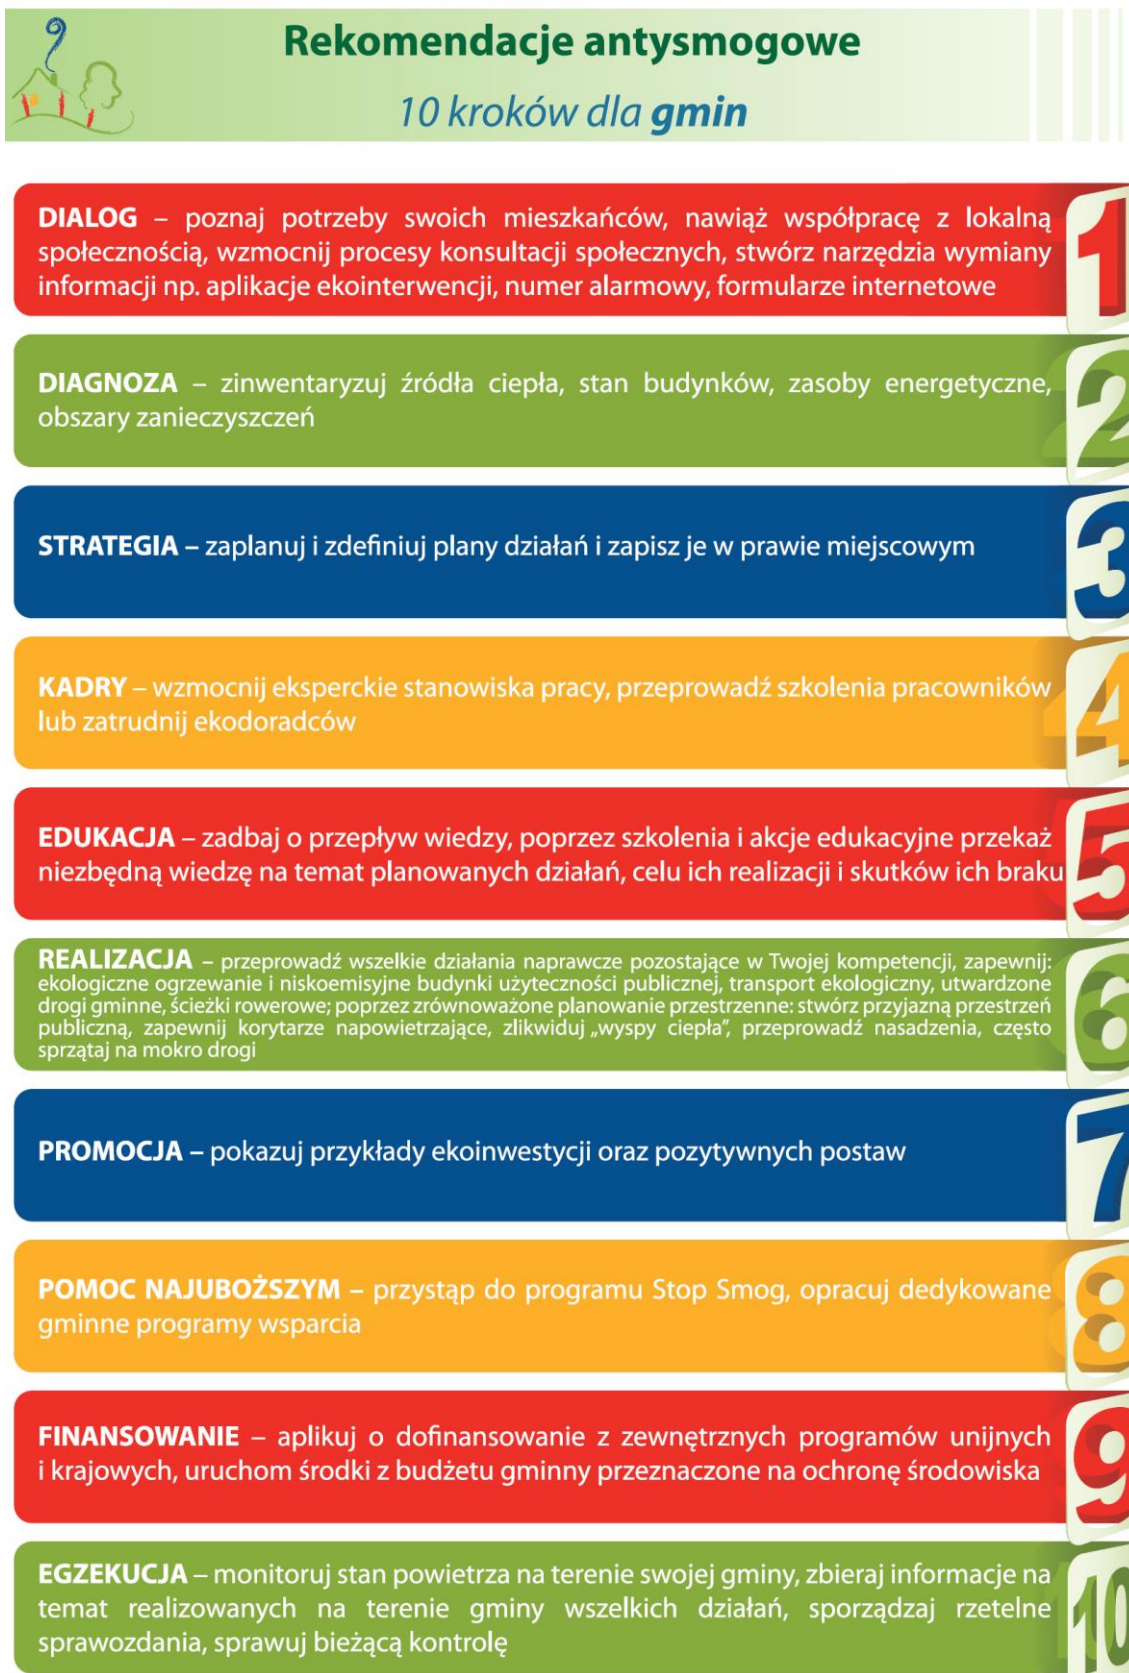 Rekomendacje antysmogowe
10 kroków dla gmin
DIALOG – poznaj potrzeby swoich mieszkańców, nawiąż współpracę z lokalną
społecznością, wzmocnij procesy konsultacji społecznych, stwórz narzędzia wymiany
informacji np. aplikacje ekointerwencji, numer alarmowy, formularze internetowe
1
DIAGNOZA – zinwentaryzuj źródła ciepła, stan budynków, zasoby energetyczne,
obszary zanieczyszczeń
2
STRATEGIA – zaplanuj i zdefiniuj plany działań i zapisz je w prawie miejscowym
3
KADRY – wzmocnij eksperckie stanowiska pracy, przeprowadź szkolenia pracowników
lub zatrudnij ekodoradców
4
EDUKACJA – zadbaj o przepływ wiedzy, poprzez szkolenia i akcje edukacyjne przekaż
niezbędną wiedzę na temat planowanych działań, celu ich realizacji i skutków ich braku
5
REALIZACJA – przeprowadź wszelkie działania naprawcze pozostające w Twojej kompetencji, zapewnij:
ekologiczne ogrzewanie i niskoemisyjne budynki użyteczności publicznej, transport ekologiczny, utwardzone
drogi gminne, ścieżki rowerowe; poprzez zrównoważone planowanie przestrzenne: stwórz przyjazną przestrzeń
publiczną, zapewnij korytarze napowietrzające, zlikwiduj „wyspy ciepła”, przeprowadź nasadzenia, często
sprzątaj na mokro drogi
6
PROMOCJA – pokazuj przykłady ekoinwestycji oraz pozytywnych postaw
7
POMOC NAJUBOŻSZYM – przystąp do programu Stop Smog, opracuj dedykowane
gminne programy wsparcia
8
FINANSOWANIE – aplikuj o dofinansowanie z zewnętrznych programów unijnych
i krajowych, uruchom środki z budżetu gminny przeznaczone na ochronę środowiska
9
EGZEKUCJA – monitoruj stan powietrza na terenie swojej gminy, zbieraj informacje na
temat realizowanych na terenie gminy wszelkich działań, sporządzaj rzetelne
sprawozdania, sprawuj bieżącą kontrolę
10